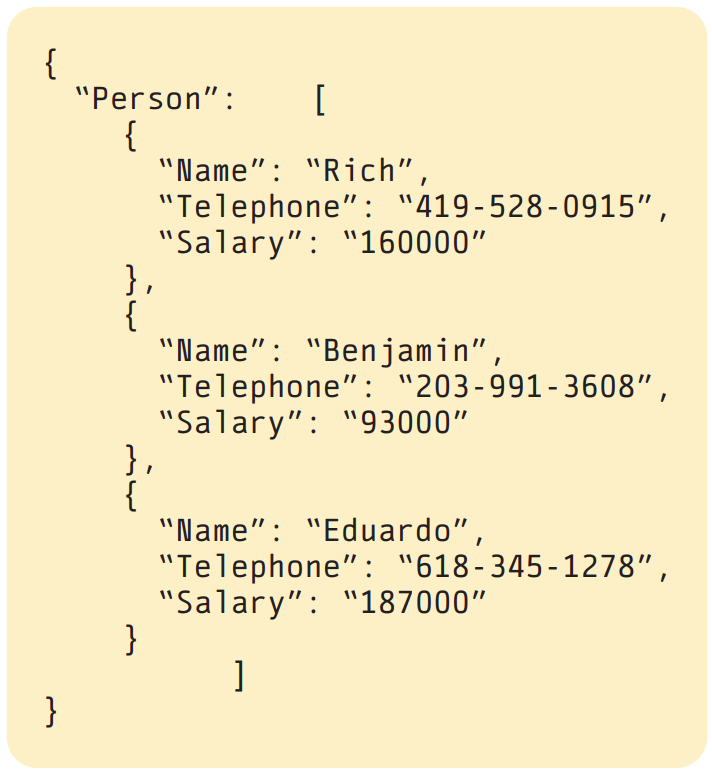 {
“Person”: [
{
“Name”: “Rich”,
“Telephone”: “419-528-0915”,
“Salary”: “160000”
},
{
“Name”: “Benjamin”,
“Telephone”: “203-991-3608”,
“Salary”: “93000”
},
{
“Name”: “Eduardo”,
“Telephone”: “618-345-1278”,
“Salary”: “187000”
}
]
}